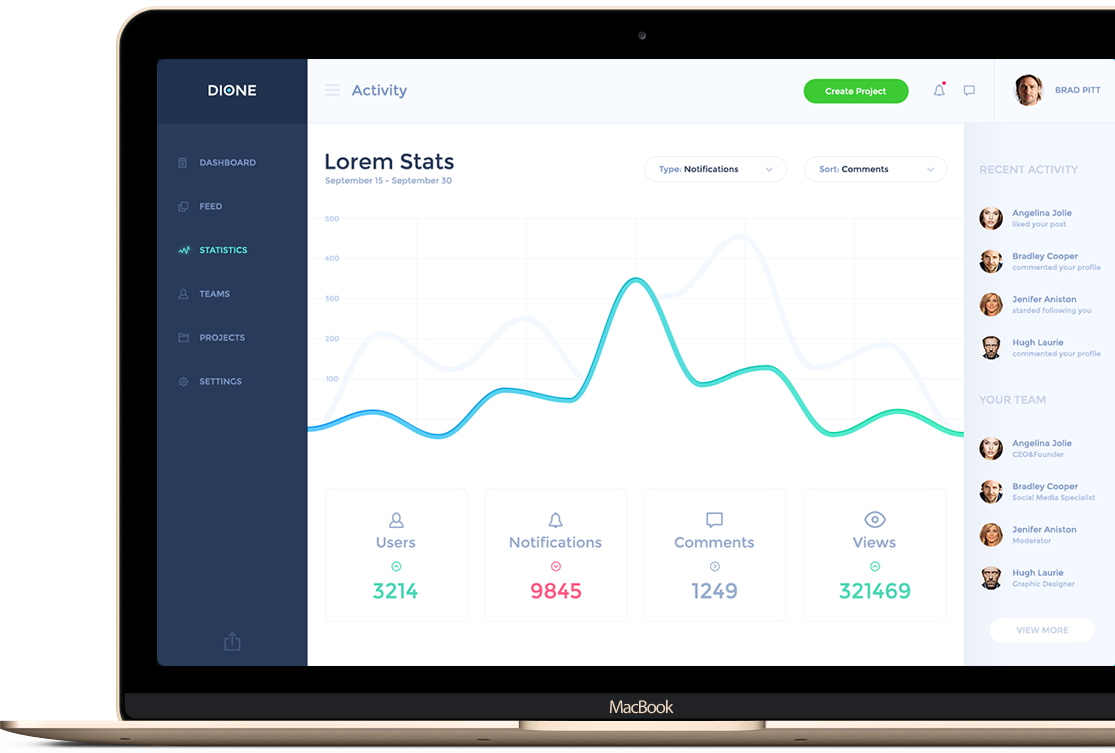 DIONE
Activity
Create Project
BRAD PITT
DASHBOARD
FEED
STATISTICS
TEAMS
PROJECTS
SETTINGS
Lorem Stats
September 15 - September 30
Type: Notifications
Sort: Comments
500
400
300
200
100
Users
3214
Notifications
9845
Comments
1249
Views
321469
RECENT ACTIVITY
Angelina Jolie
liked your post
Bradley Cooper
commented your profile
Jenifer Aniston
starded following you
Hugh Laurie
commented your profile
YOUR TEAM
Angelina Jolie
CEO&Founder
Bradley Cooper
Social Media Specialist
Jenifer Aniston
Moderator
Hugh Laurie
Graphic Designer
VIEW MORE
MacBook